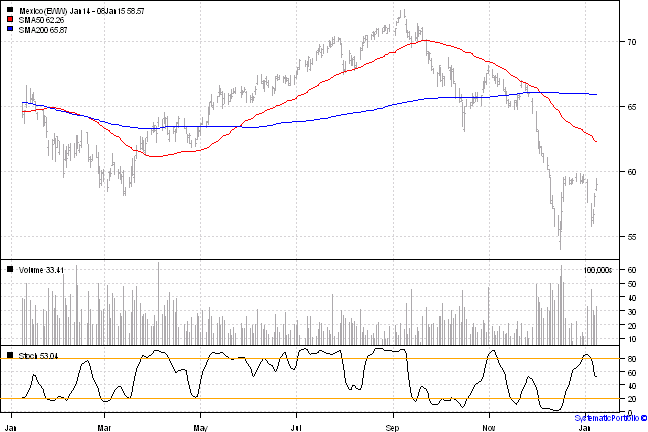 Mexico(EWW) Jan14 - 08Jan15 58.57
SMA50 62.26
SMA200 65.87
70
65
60
55
Volume 33.41
100,000s
60
50
40
30
20
10
Stoch 53.04
80
60
40
20
0
Jan Mar May Jul Sep Nov Jan
SystematicPortfolio ©